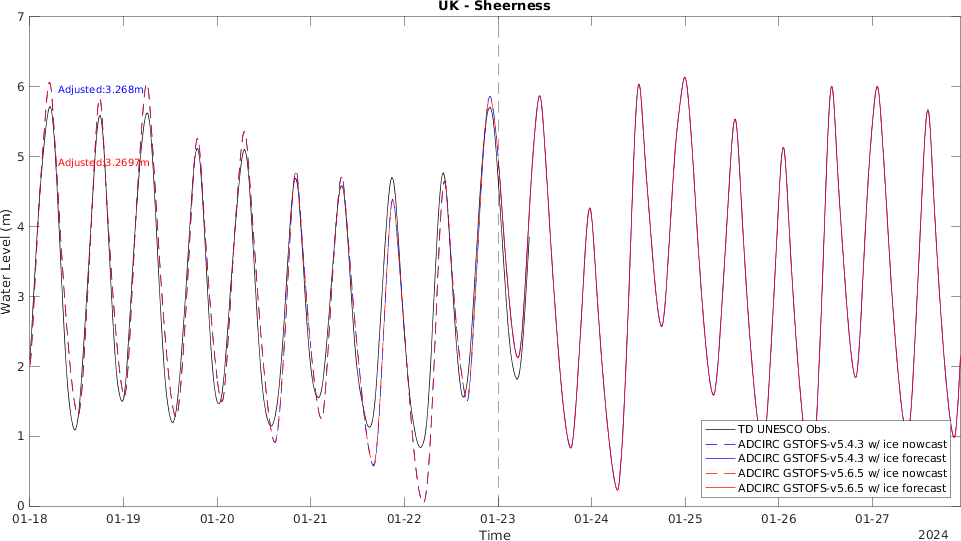 UK - Sheerness
7
6
5
4
3
2
1
0
Water Level (m)
Adjusted:3.268m
Adjusted:3.2697m
TD UNESCO Obs.
ADCIRC GSTOFS-v5.4.3 w/ ice nowcast
ADCIRC GSTOFS-v5.4.3 w/ ice forecast
ADCIRC GSTOFS-v5.6.5 w/ ice nowcast
ADCIRC GSTOFS-v5.6.5 w/ ice forecast
01-18 01-19 01-20 01-21 01-22 01-23 01-24 01-25 01-26 01-27
Time
2024